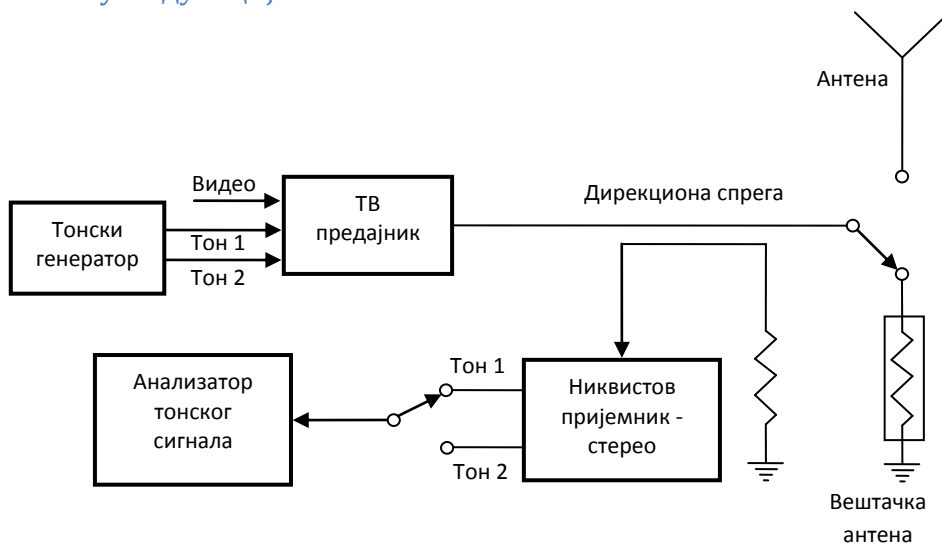 Антена
Видео
Тонски
генератор
Тон 1
Тон 2
ТВ
предајник
Дирекциона спрега
Анализатор
тонског
сигнала
Тон 1
Тон 2
Никвистов
пријемник -
стерео
Вештачка
антена